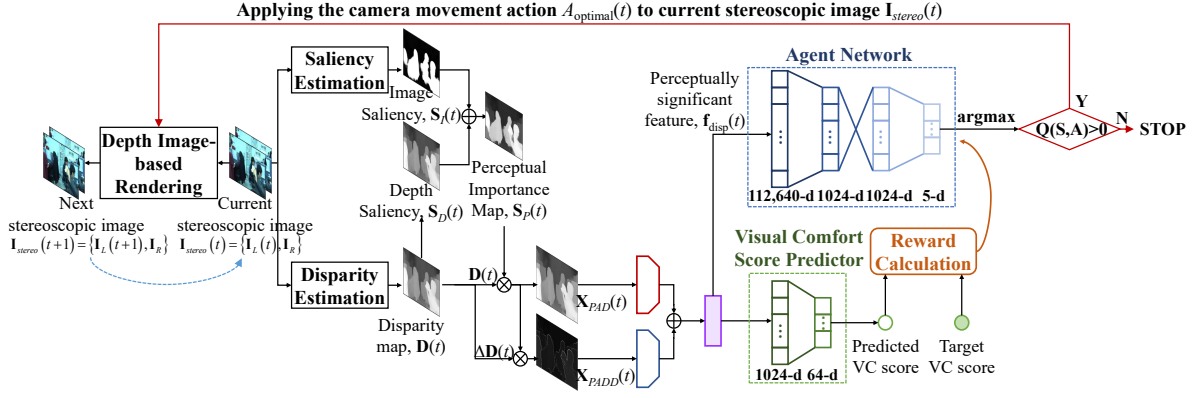 Applying the camera movement action A_optimal(t) to current stereoscopic image I_stereo(t)
Saliency
Estimation
Image
Saliency, S_I(t)
Depth Image-
based
Rendering
Next
stereoscopic image
I_stereo(t+1)={I_L(t+1),I_R}
Current
stereoscopic image
I_stereo(t)={I_L(t),I_R}
Depth
Saliency, S_D(t)
Perceptual
Importance
Map, S_P(t)
Disparity
Estimation
Disparity
map, D(t)
D(t)
ΔD(t)
X_PAD(t)
X_PADD(t)
Perceptually
significant
feature, f_disp(t)
Agent Network
112,640-d 1024-d 1024-d 5-d
argmax
Q(S,A)>0
Y
N
STOP
Visual Comfort
Score Predictor
1024-d 64-d
Reward
Calculation
Predicted
VC score
Target
VC score